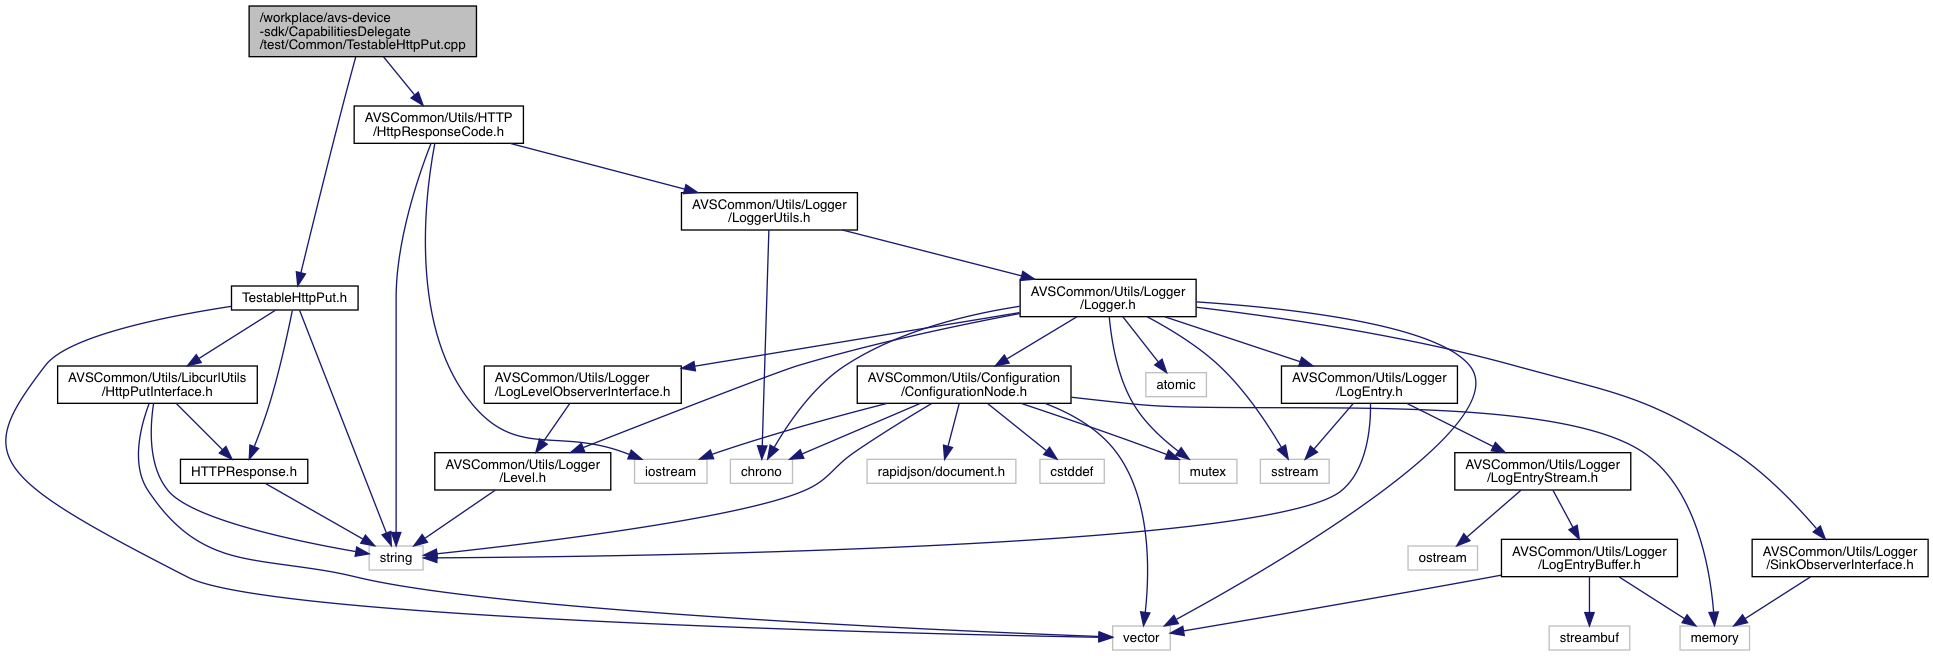 /workplace/avs-device
-sdk/CapabilitiesDelegate
/test/Common/TestableHttpPut.cpp
AVSCommon/Utils/HTTP
/HttpResponseCode.h
AVSCommon/Utils/Logger
/LoggerUtils.h
TestableHttpPut.h
AVSCommon/Utils/Logger
/Logger.h
AVSCommon/Utils/LibcurlUtils
/HttpPutInterface.h
AVSCommon/Utils/Logger
/LogLevelObserverInterface.h
AVSCommon/Utils/Configuration
/ConfigurationNode.h
atomic
AVSCommon/Utils/Logger
/LogEntry.h
HTTPResponse.h
AVSCommon/Utils/Logger
/Level.h
iostream
chrono
rapidjson/document.h
cstddef
mutex
sstream
AVSCommon/Utils/Logger
/LogEntryStream.h
string
ostream
AVSCommon/Utils/Logger
/LogEntryBuffer.h
AVSCommon/Utils/Logger
/SinkObserverInterface.h
vector
streambuf
memory